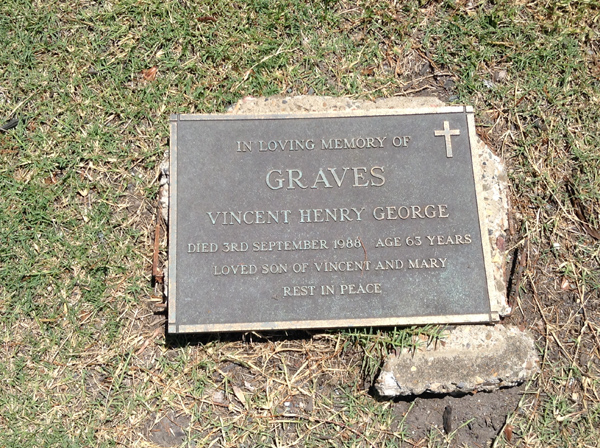 IN LOVING MEMORY OF
GRAVES
VINCENT HENRY GEORGE
DIED 3RD SEPTEMBER 1988 AGE 63 YEARS
LOVED SON OF VINCENT AND MARY
REST IN PEACE